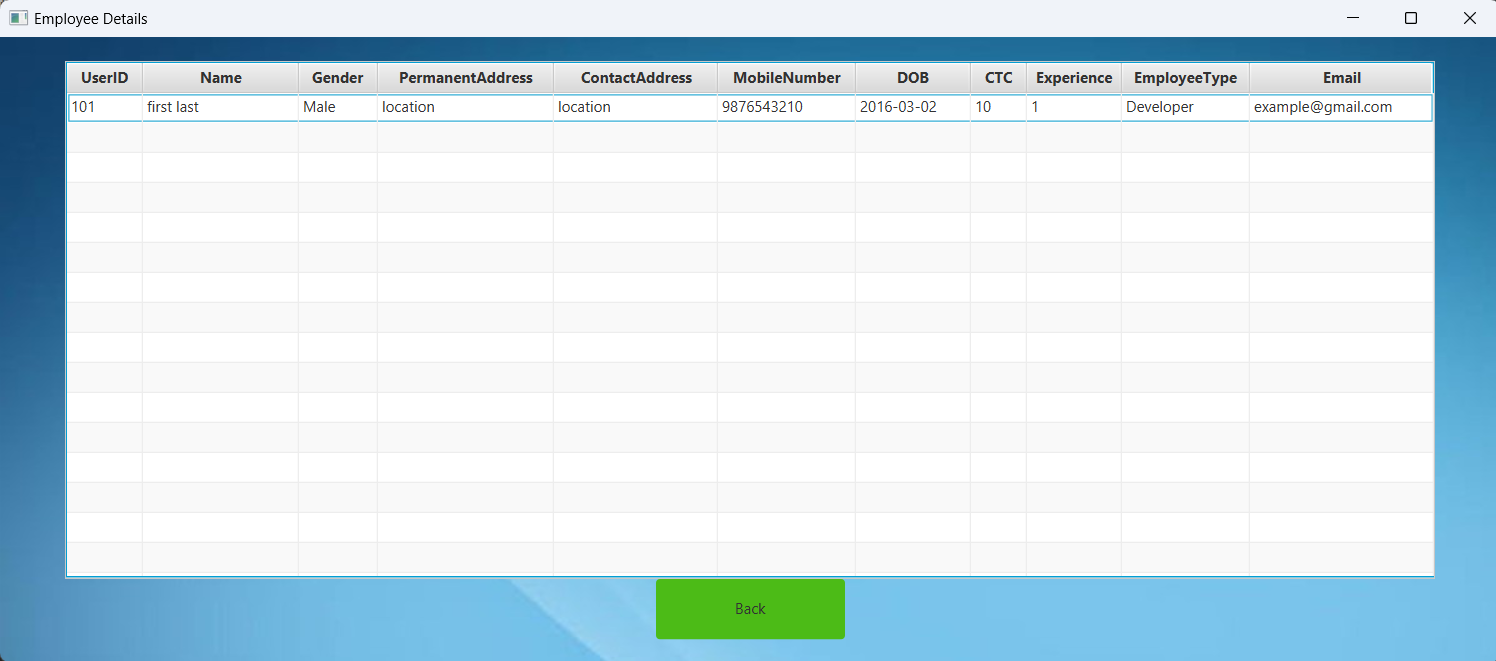 Employee Details
UserID Name Gender PermanentAddress ContactAddress MobileNumber DOB CTC Experience EmployeeType Email
101 first last Male location location 9876543210 2016-03-02 10 1 Developer example@gmail.com
Back